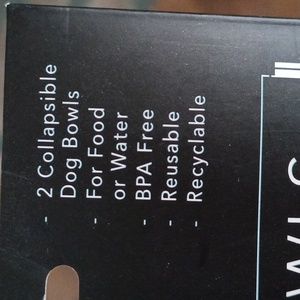 - 2 Collapsible
Dog Bowls
- For Food
or Water
- BPA Free
- Reusable
- Recyclable